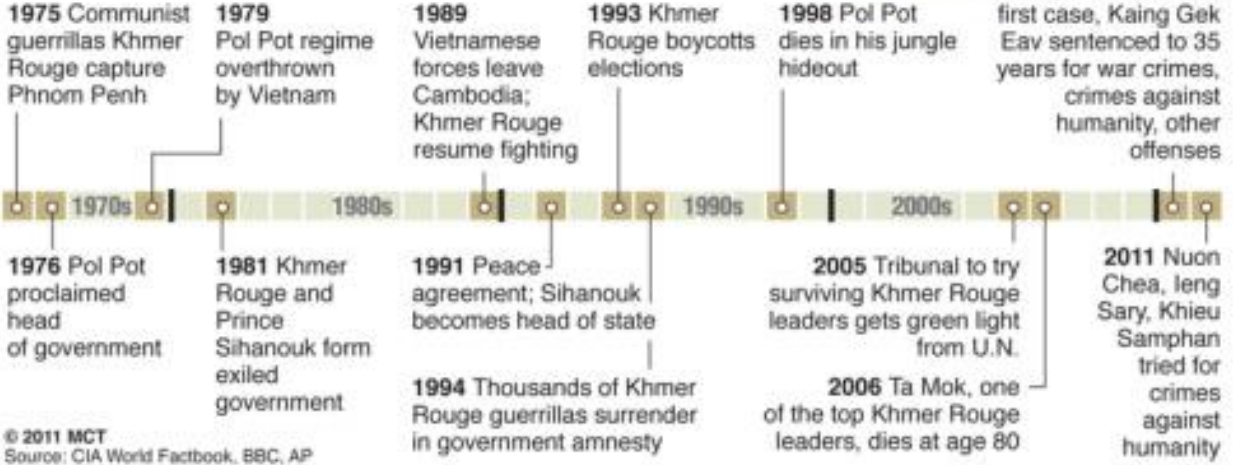 1975 Communist
guerrillas Khmer
Rouge capture
Phnom Penh
1979
Pol Pot regime
overthrown
by Vietnam
1989
Vietnamese
forces leave
Cambodia;
Khmer Rouge
resume fighting
1993 Khmer
Rouge boycotts
elections
1998 Pol Pot
dies in his jungle
hideout
first case, Kaing Gek
Eav sentenced to 35
years for war crimes,
crimes against
humanity, other
offenses
1970s
1980s
1990s
2000s
1976 Pol Pot
proclaimed
head
of government
1981 Khmer
Rouge and
Prince
Sihanouk form
exiled
government
1991 Peace
agreement; Sihanouk
becomes head of state
1994 Thousands of Khmer
Rouge guerrillas surrender
in government amnesty
2005 Tribunal to try
surviving Khmer Rouge
leaders gets green light
from U.N.
2006 Ta Mok, one
of the top Khmer Rouge
leaders, dies at age 80
2011 Nuon
Chea, Ieng
Sary, Khieu
Samphan
tried for
crimes
against
humanity
© 2011 MCT
Source: CIA World Factbook, BBC, AP